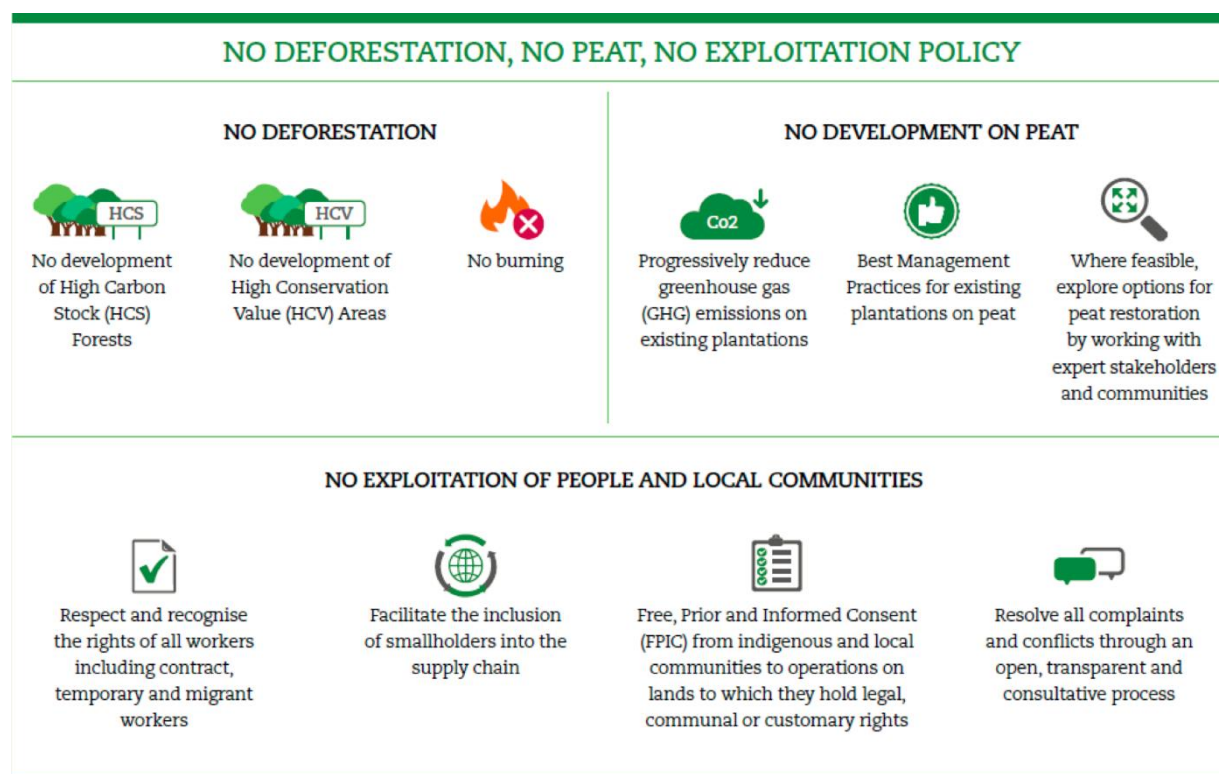 NO DEFORESTATION, NO PEAT, NO EXPLOITATION POLICY
NO DEFORESTATION
HCS
No development
of High Carbon
Stock (HCS)
Forests
HCV
No development of
High Conservation
Value (HCV) Areas
No burning
NO DEVELOPMENT ON PEAT
Co2
Progressively reduce
greenhouse gas
(GHG) emissions on
existing plantations
Best Management
Practices for existing
plantations on peat
Where feasible,
explore options for
peat restoration
by working with
expert stakeholders
and communities
NO EXPLOITATION OF PEOPLE AND LOCAL COMMUNITIES
Respect and recognise
the rights of all workers
including contract,
temporary and migrant
workers
Facilitate the inclusion
of smallholders into the
supply chain
Free, Prior and Informed Consent
(FPIC) from indigenous and local
communities to operations on
lands to which they hold legal,
communal or customary rights
Resolve all complaints
and conflicts through an
open, transparent and
consultative process